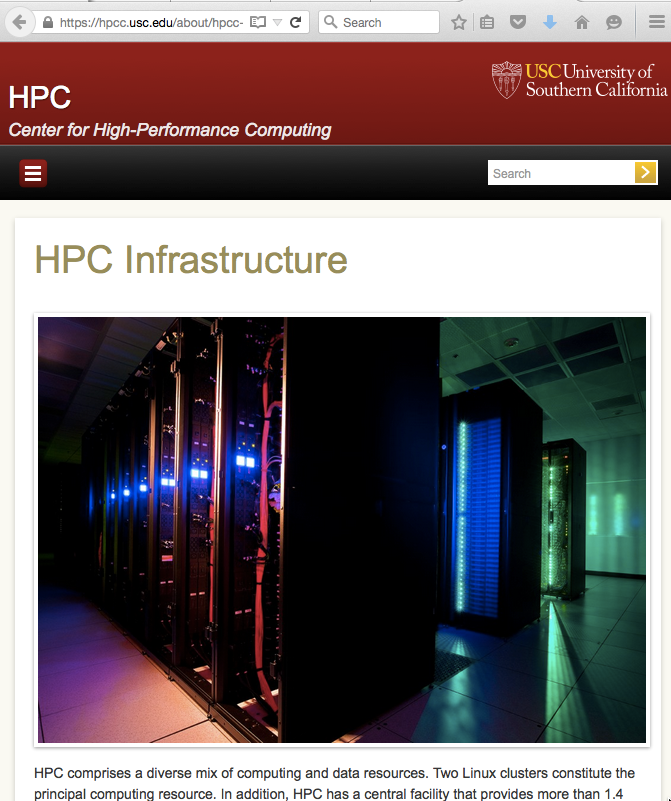 https://hpcc.usc.edu/about/hpcc-
Search
HPC
Center for High-Performance Computing
USC University of
Southern California
Search
HPC Infrastructure
HPC comprises a diverse mix of computing and data resources. Two Linux clusters constitute the
principal computing resource. In addition, HPC has a central facility that provides more than 1.4